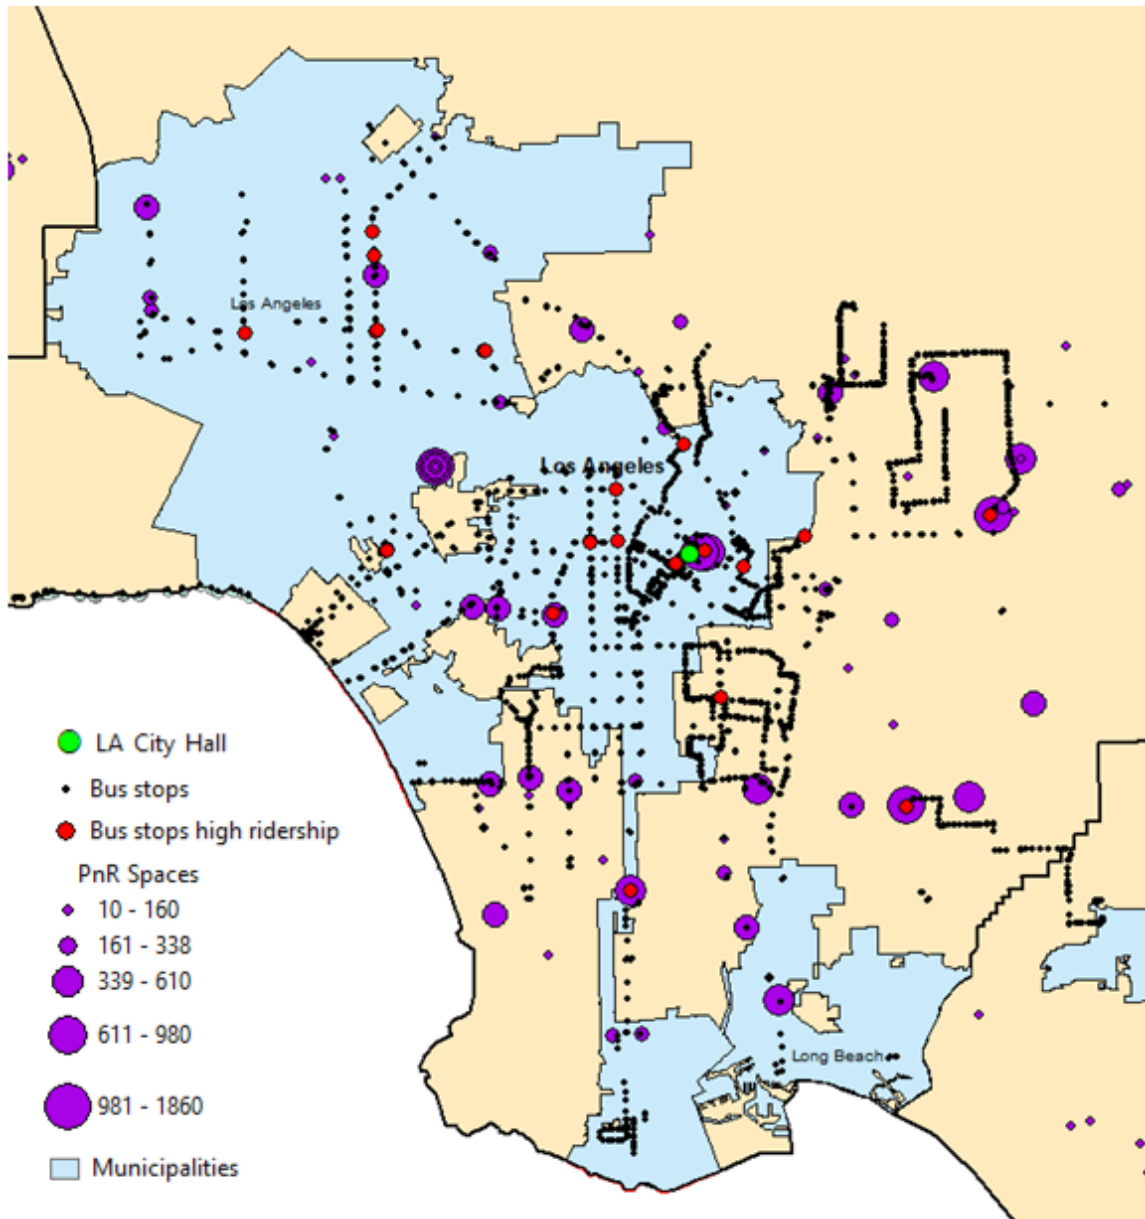 Los Angeles
Los Angeles
LA City Hall
Bus stops
Bus stops high ridership
PnR Spaces
10 - 160
161 - 338
339 - 610
611 - 980
981 - 1860
Municipalities
Long Beach